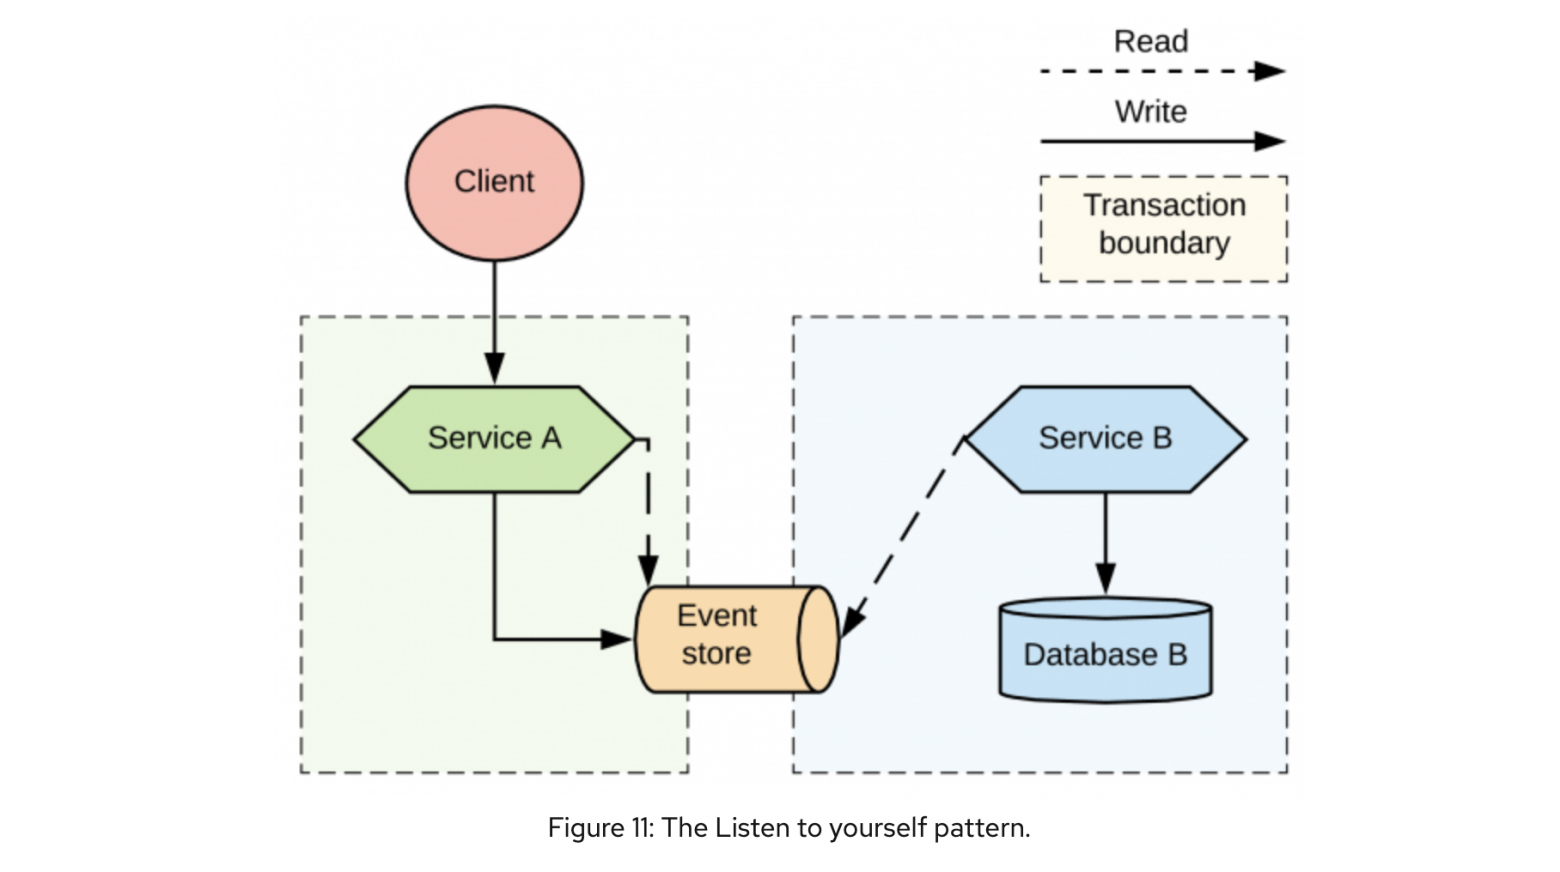 Read
Write
Transaction
boundary
Client
Service A
Service B
Event
store
Database B
Figure 11: The Listen to yourself pattern.